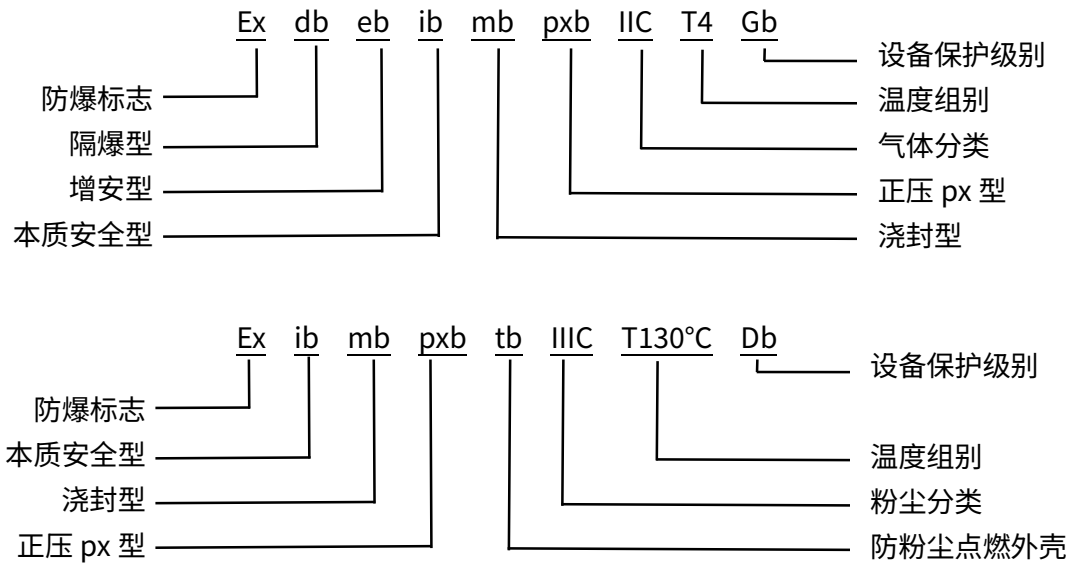 Ex db eb ib mb pxb IIC T4 Gb
设备保护级别
防爆标志
温度组别
隔爆型
气体分类
增安型
正压 px 型
本质安全型
浇封型
Ex ib mb pxb tb IIIC T130℃ Db
设备保护级别
防爆标志
本质安全型
温度组别
浇封型
粉尘分类
正压 px 型
防粉尘点燃外壳